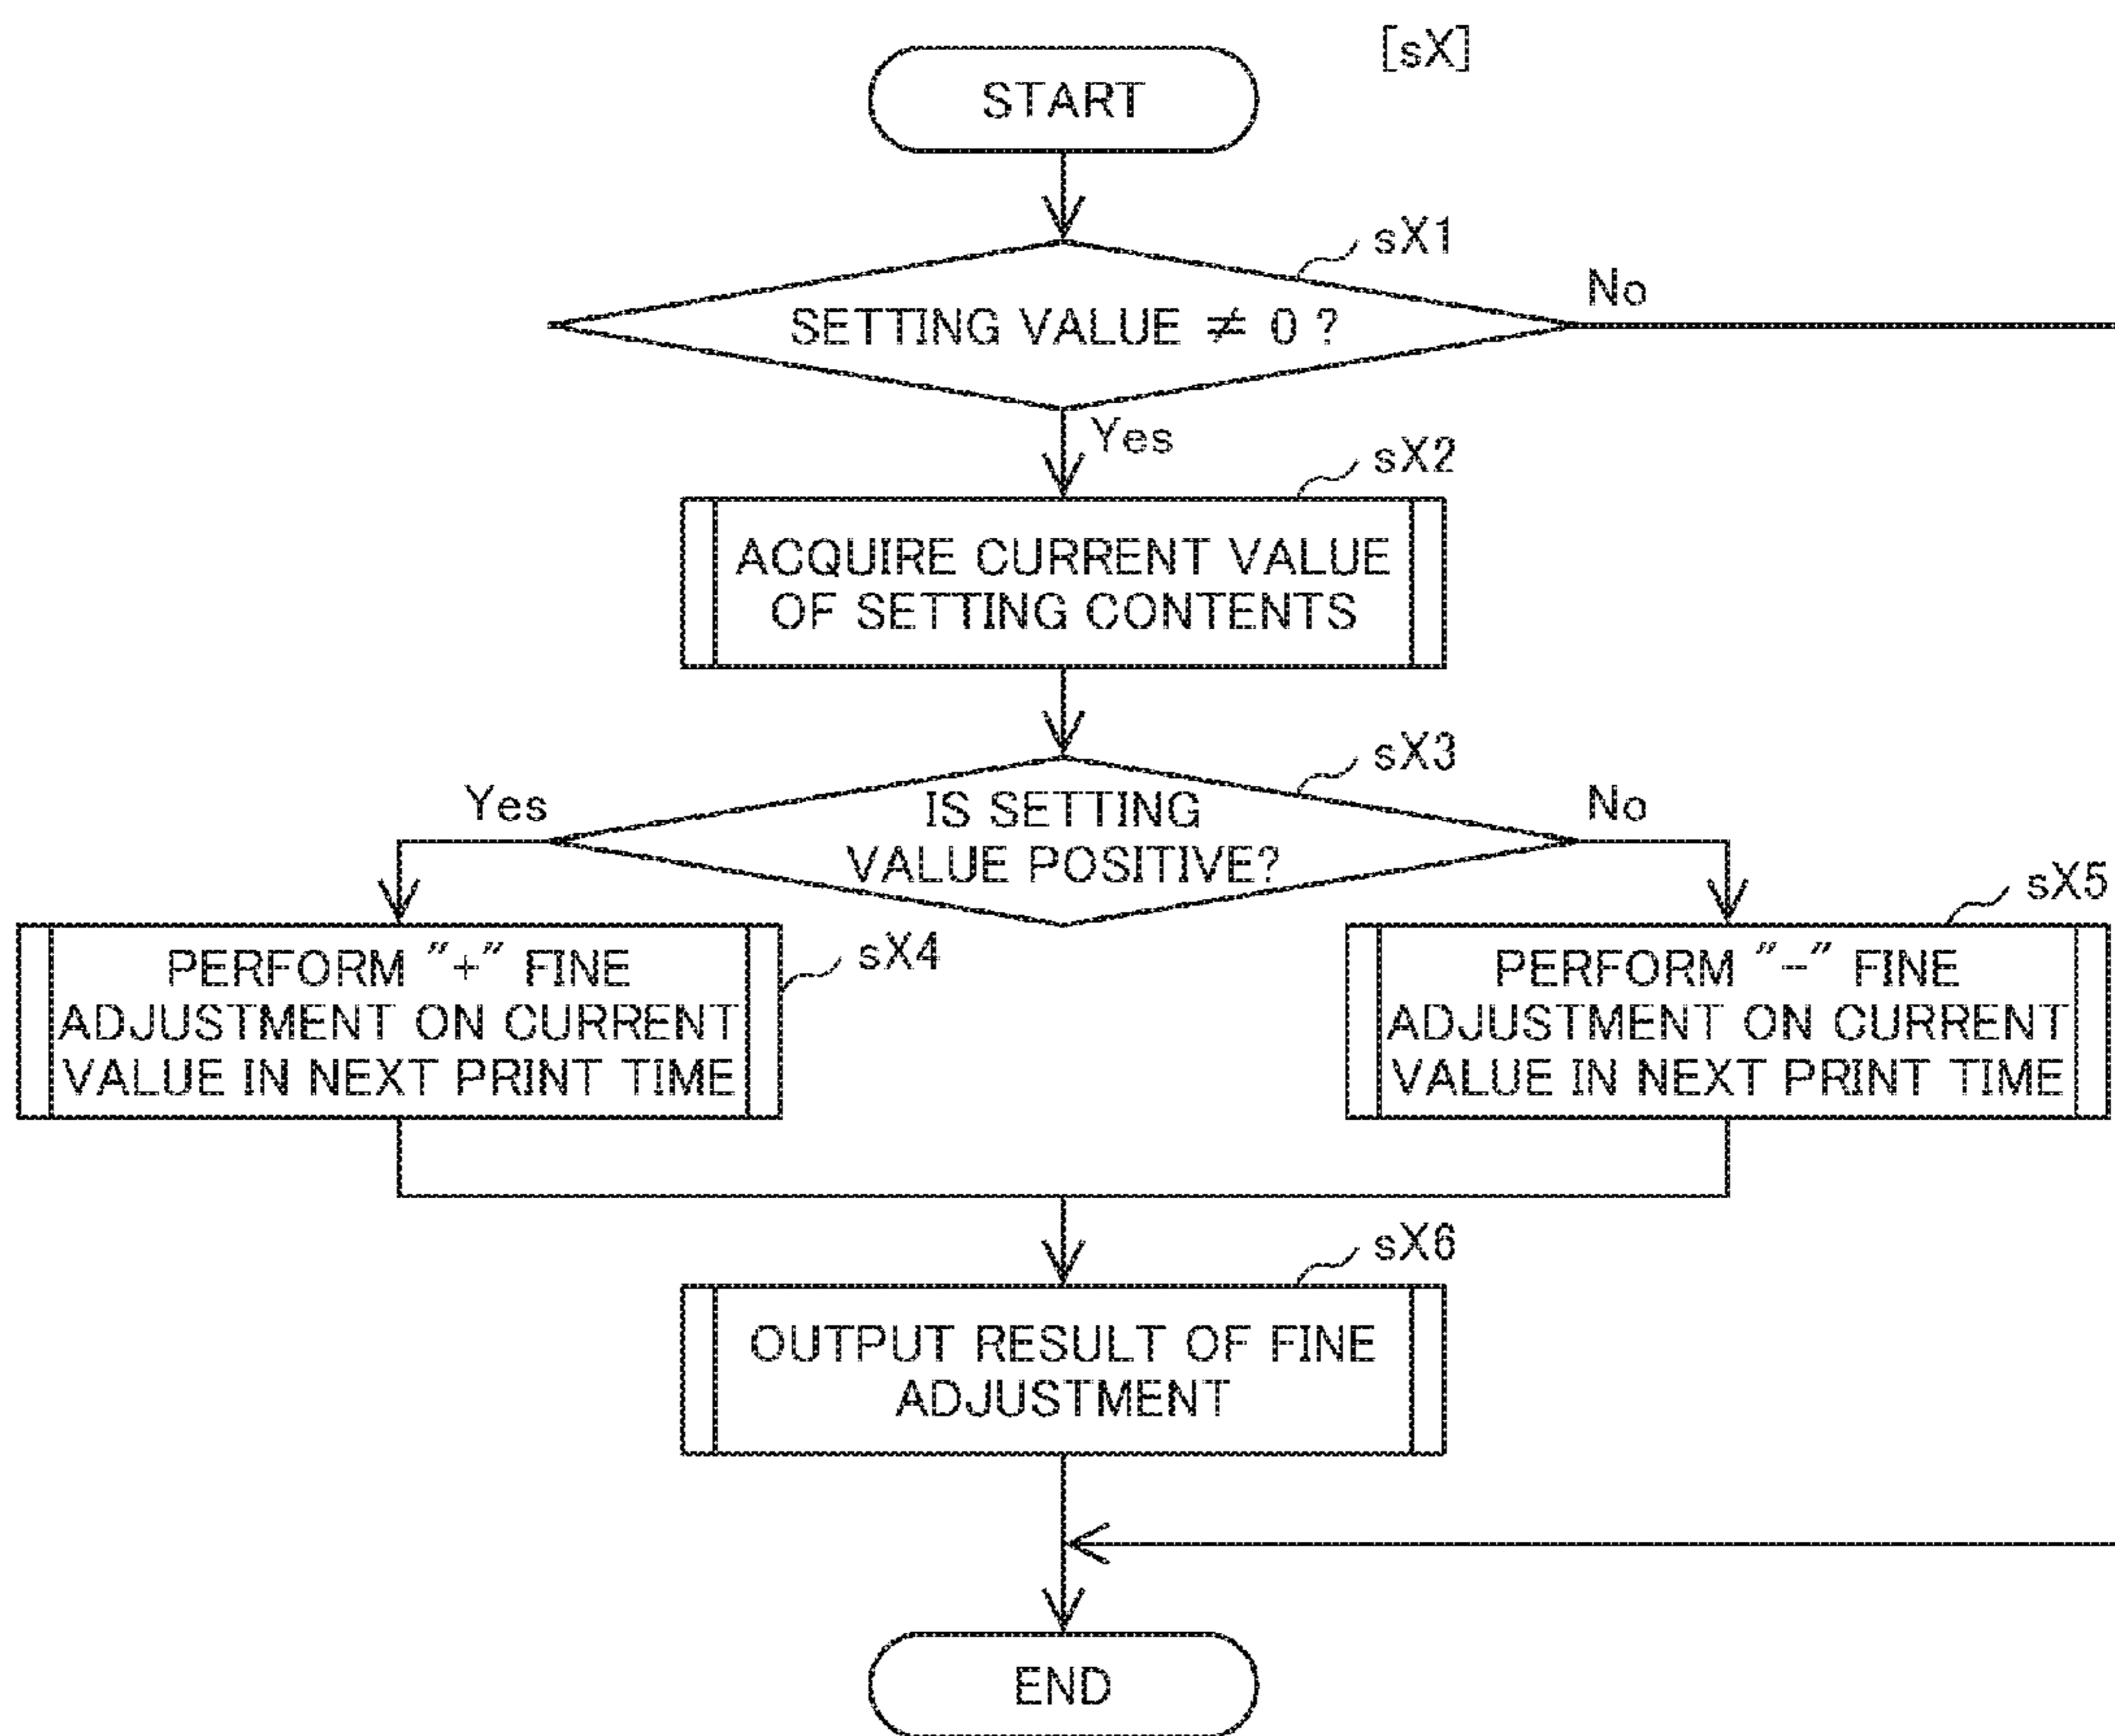 [sX]
START
sX1
SETTING VALUE ≠ 0 ?
No
Yes
sX2
ACQUIRE CURRENT VALUE
OF SETTING CONTENTS
sX3
Yes
IS SETTING
VALUE POSITIVE?
No
sX4
PERFORM "+" FINE
ADJUSTMENT ON CURRENT
VALUE IN NEXT PRINT TIME
sX5
PERFORM "−" FINE
ADJUSTMENT ON CURRENT
VALUE IN NEXT PRINT TIME
sX6
OUTPUT RESULT OF FINE
ADJUSTMENT
END